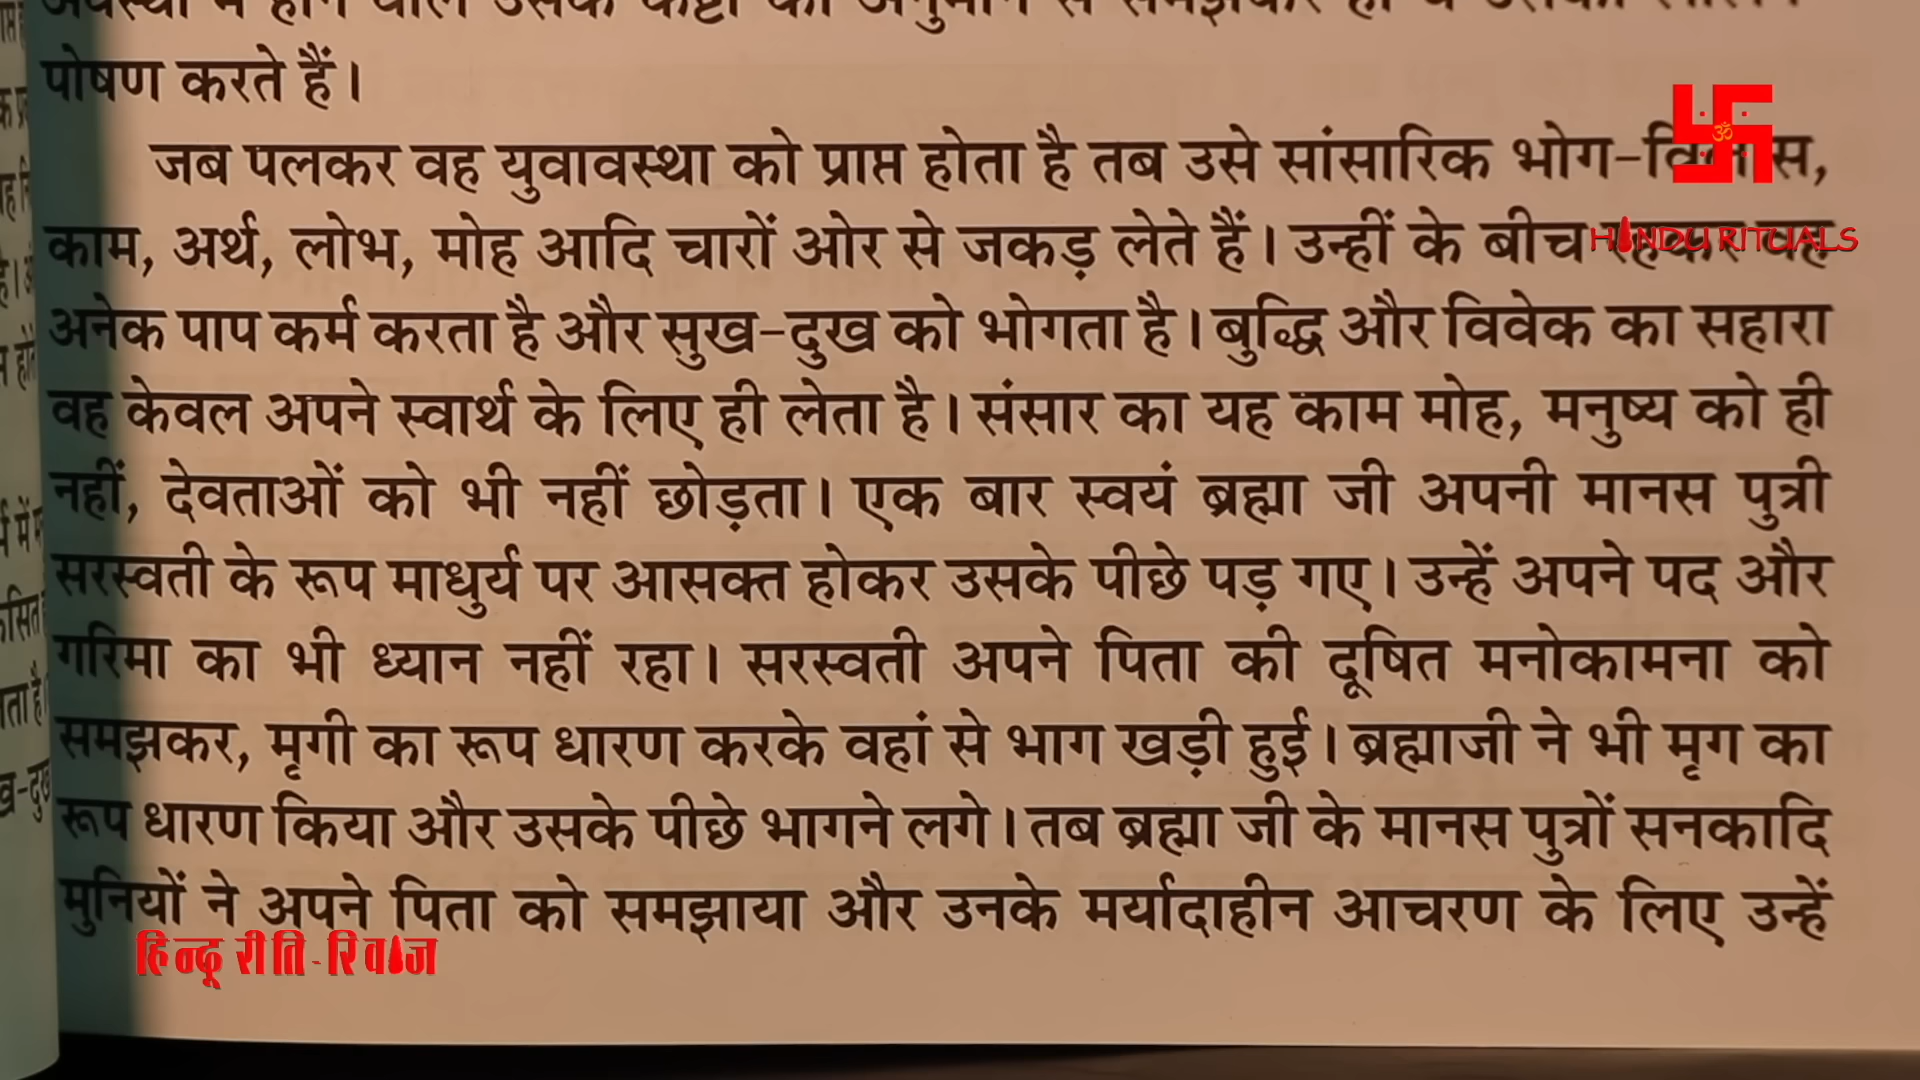 पोषण करते हैं।
जब पलकर वह युवावस्था को प्राप्त होता है तब उसे सांसारिक भोग-विलास,
काम, अर्थ, लोभ, मोह आदि चारों ओर से जकड़ लेते हैं। उन्हीं के बीच रहकर वह
अनेक पाप कर्म करता है और सुख-दुख को भोगता है। बुद्धि और विवेक का सहारा
वह केवल अपने स्वार्थ के लिए ही लेता है। संसार का यह काम मोह, मनुष्य को ही
नहीं, देवताओं को भी नहीं छोड़ता। एक बार स्वयं ब्रह्मा जी अपनी मानस पुत्री
सरस्वती के रूप माधुर्य पर आसक्त होकर उसके पीछे पड़ गए। उन्हें अपने पद और
गरिमा का भी ध्यान नहीं रहा। सरस्वती अपने पिता की दूषित मनोकामना को
समझकर, मृगी का रूप धारण करके वहां से भाग खड़ी हुई। ब्रह्माजी ने भी मृग का
रूप धारण किया और उसके पीछे भागने लगे। तब ब्रह्मा जी के मानस पुत्रों सनकादि
मुनियों ने अपने पिता को समझाया और उनके मर्यादाहीन आचरण के लिए उन्हें
HINDU RITUALS
हिन्दू रीति-रिवाज